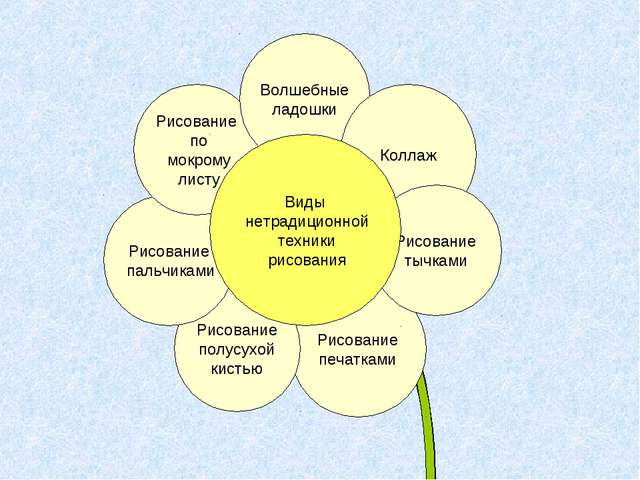 Волшебные
ладошки
Рисование
по
мокрому
листу
Коллаж
Виды
нетрадиционной
техники
рисования
Рисование
тычками
Рисование
пальчиками
Рисование
полусухой
кистью
Рисование
печатками